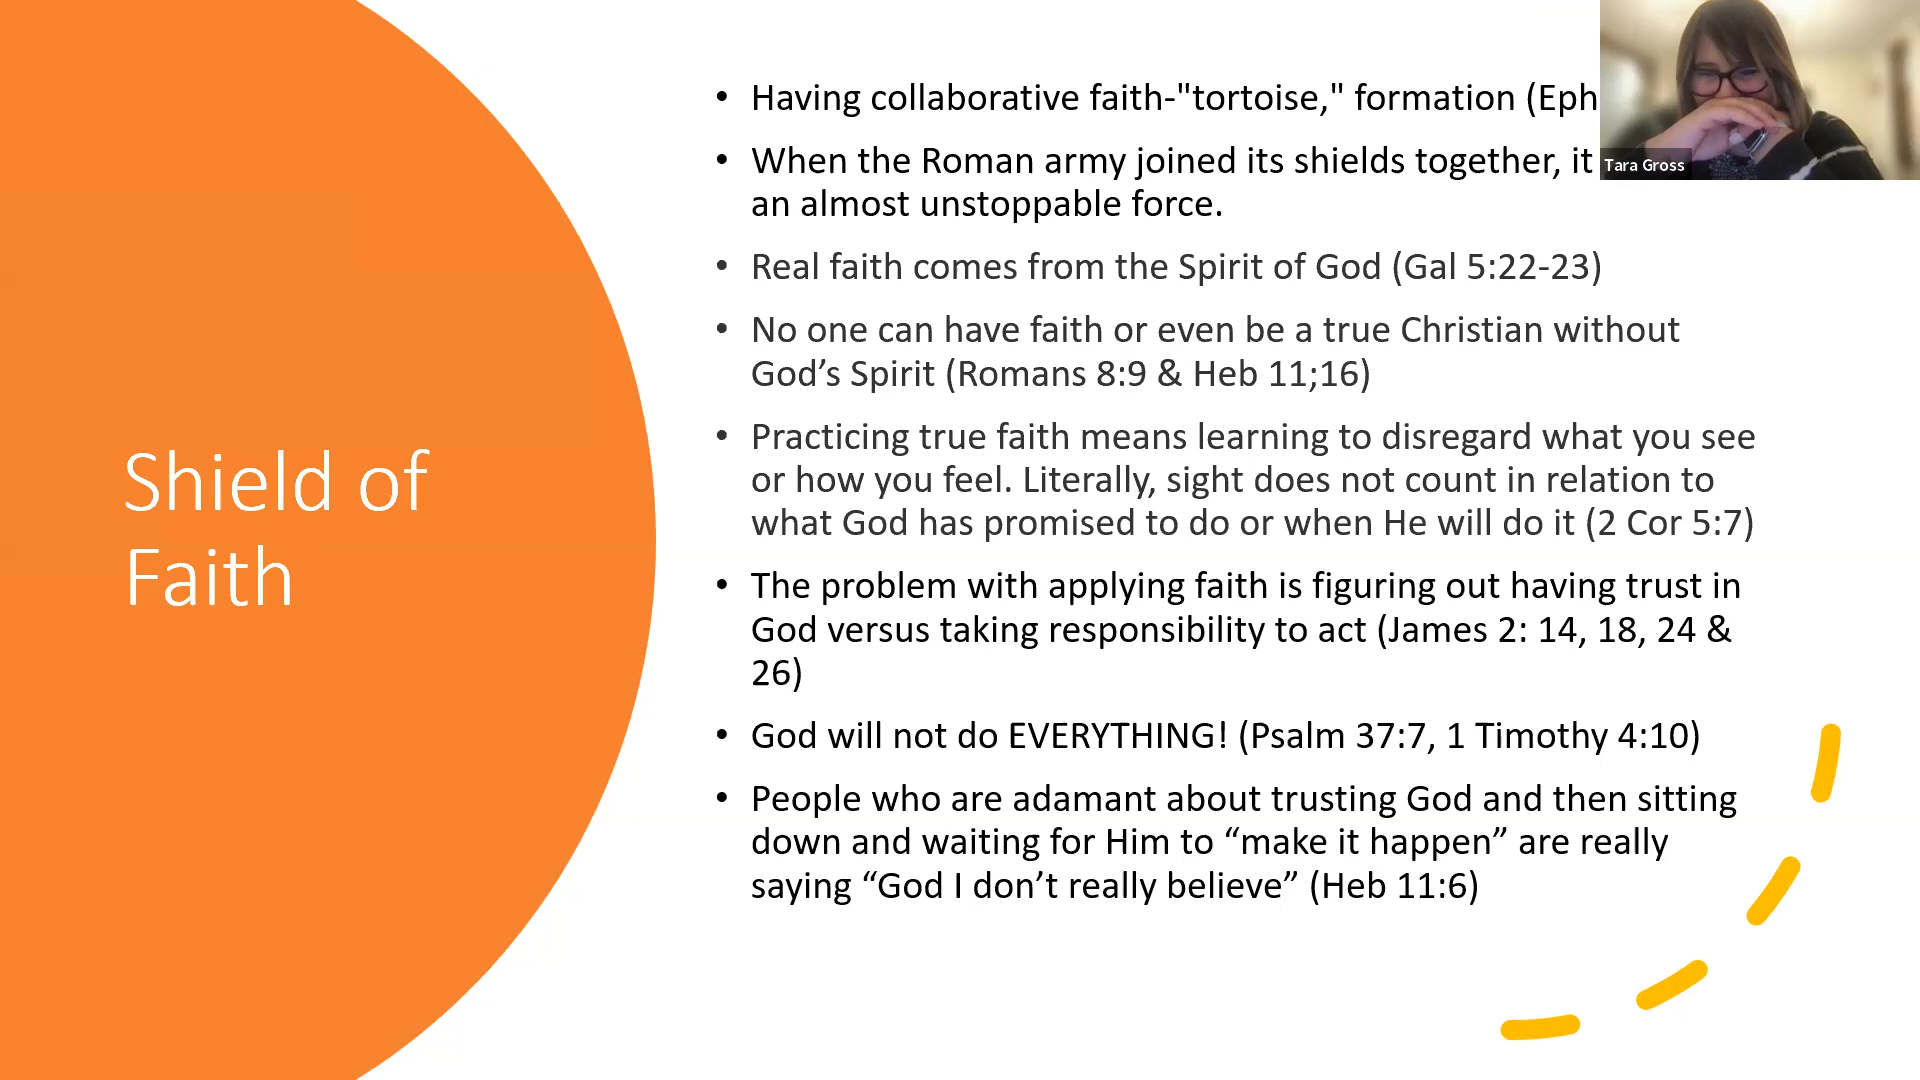 Shield of
Faith
• Having collaborative faith-"tortoise," formation (Eph
• When the Roman army joined its shields together, it
an almost unstoppable force.
• Real faith comes from the Spirit of God (Gal 5:22-23)
• No one can have faith or even be a true Christian without
God’s Spirit (Romans 8:9 & Heb 11;16)
• Practicing true faith means learning to disregard what you see
or how you feel. Literally, sight does not count in relation to
what God has promised to do or when He will do it (2 Cor 5:7)
• The problem with applying faith is figuring out having trust in
God versus taking responsibility to act (James 2: 14, 18, 24 &
26)
• God will not do EVERYTHING! (Psalm 37:7, 1 Timothy 4:10)
• People who are adamant about trusting God and then sitting
down and waiting for Him to “make it happen” are really
saying “God I don’t really believe” (Heb 11:6)
Tara Gross